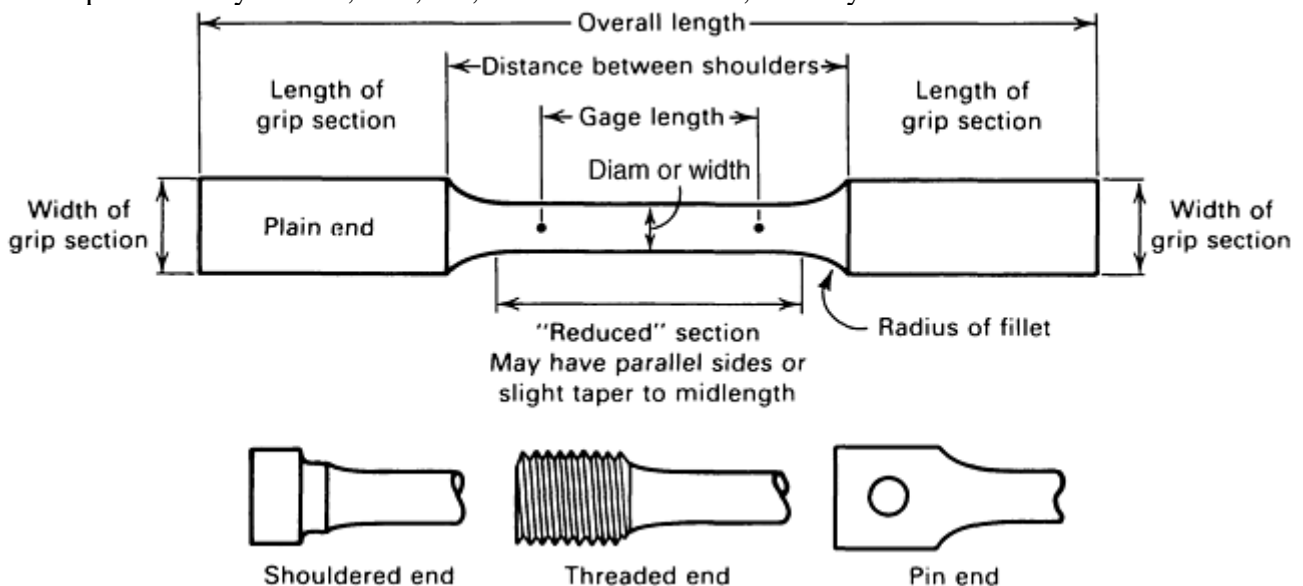 Overall length
Distance between shoulders
Length of
grip section
Length of
grip section
Gage length
Diam or width
Width of
grip section
Plain end
Width of
grip section
Radius of fillet
"Reduced" section
May have parallel sides or
slight taper to midlength
Shouldered end
Threaded end
Pin end